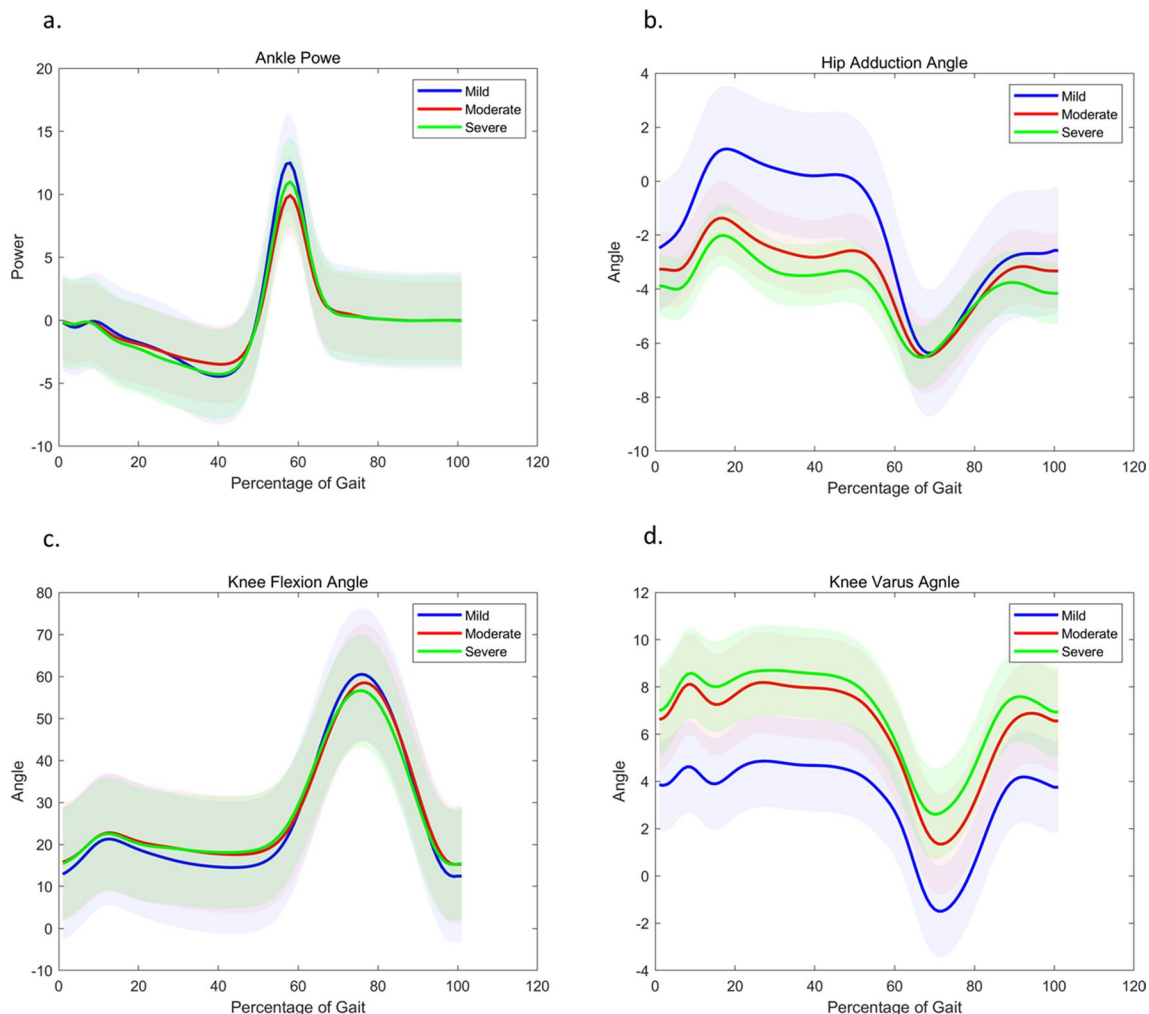 a.
Ankle Powe
Mild
Moderate
Severe
20
15
10
5
0
-5
-10
Power
0 20 40 60 80 100 120
Percentage of Gait
b.
Hip Adduction Angle
Mild
Moderate
Severe
4
2
0
-2
-4
-6
-8
-10
Angle
0 20 40 60 80 100 120
Percentage of Gait
c.
Knee Flexion Angle
Mild
Moderate
Severe
80
70
60
50
40
30
20
10
0
-10
Angle
0 20 40 60 80 100 120
Percentage of Gait
d.
Knee Varus Agnle
Mild
Moderate
Severe
12
10
8
6
4
2
0
-2
-4
Angle
0 20 40 60 80 100 120
Percentage of Gait